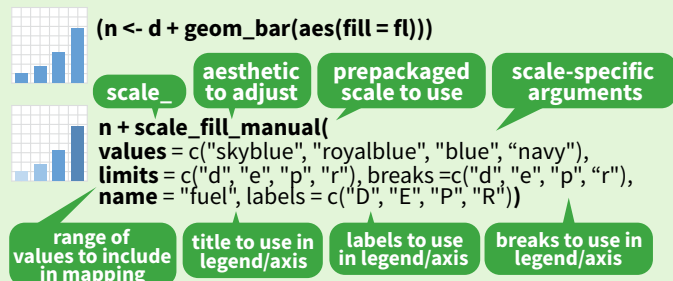 (n <- d + geom_bar(aes(fill = fl)))
scale_
aesthetic
to adjust
prepackaged
scale to use
scale-specific
arguments
n + scale_fill_manual(
values = c("skyblue", "royalblue", "blue", “navy"),
limits = c("d", "e", "p", "r"), breaks =c("d", "e", "p", “r"),
name = "fuel", labels = c("D", "E", "P", "R"))
range of
values to include
in mapping
title to use in
legend/axis
labels to use
in legend/axis
breaks to use in
legend/axis